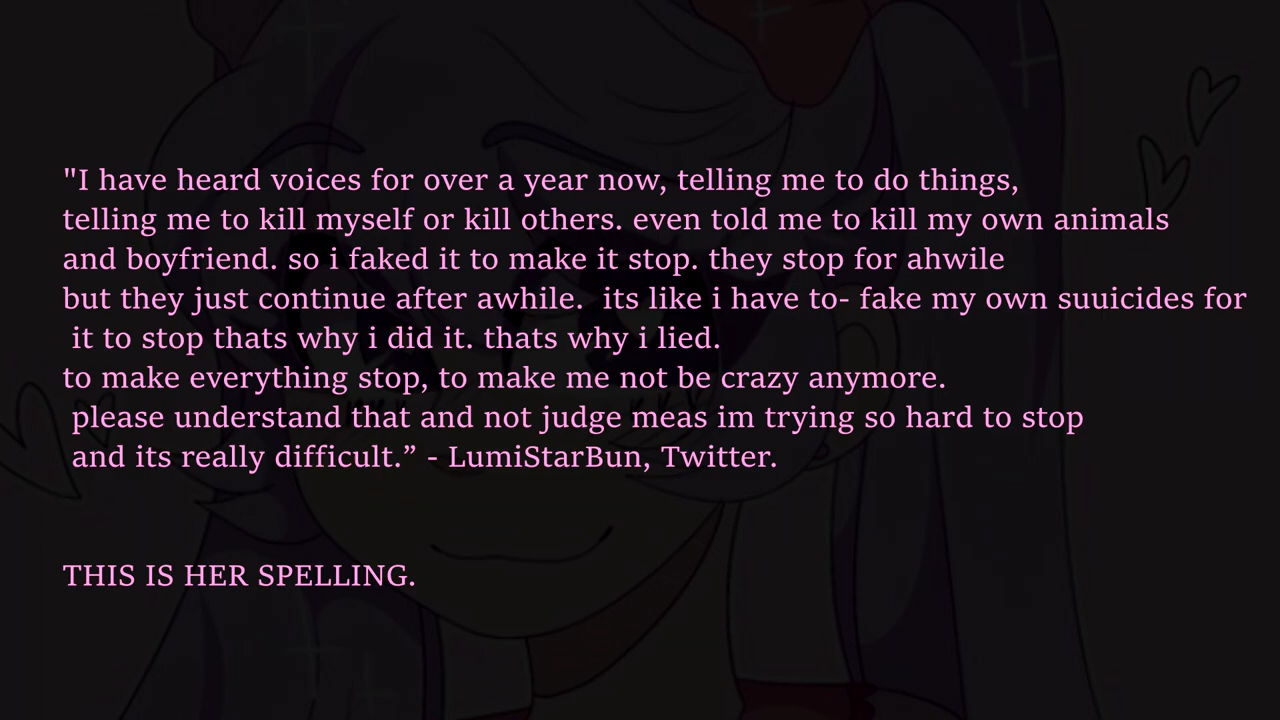 "I have heard voices for over a year now, telling me to do things,
telling me to kill myself or kill others. even told me to kill my own animals
and boyfriend. so i faked it to make it stop. they stop for ahwile
but they just continue after awhile.  its like i have to- fake my own suuicides for
it to stop thats why i did it. thats why i lied.
to make everything stop, to make me not be crazy anymore.
please understand that and not judge meas im trying so hard to stop
and its really difficult.” - LumiStarBun, Twitter.
THIS IS HER SPELLING.